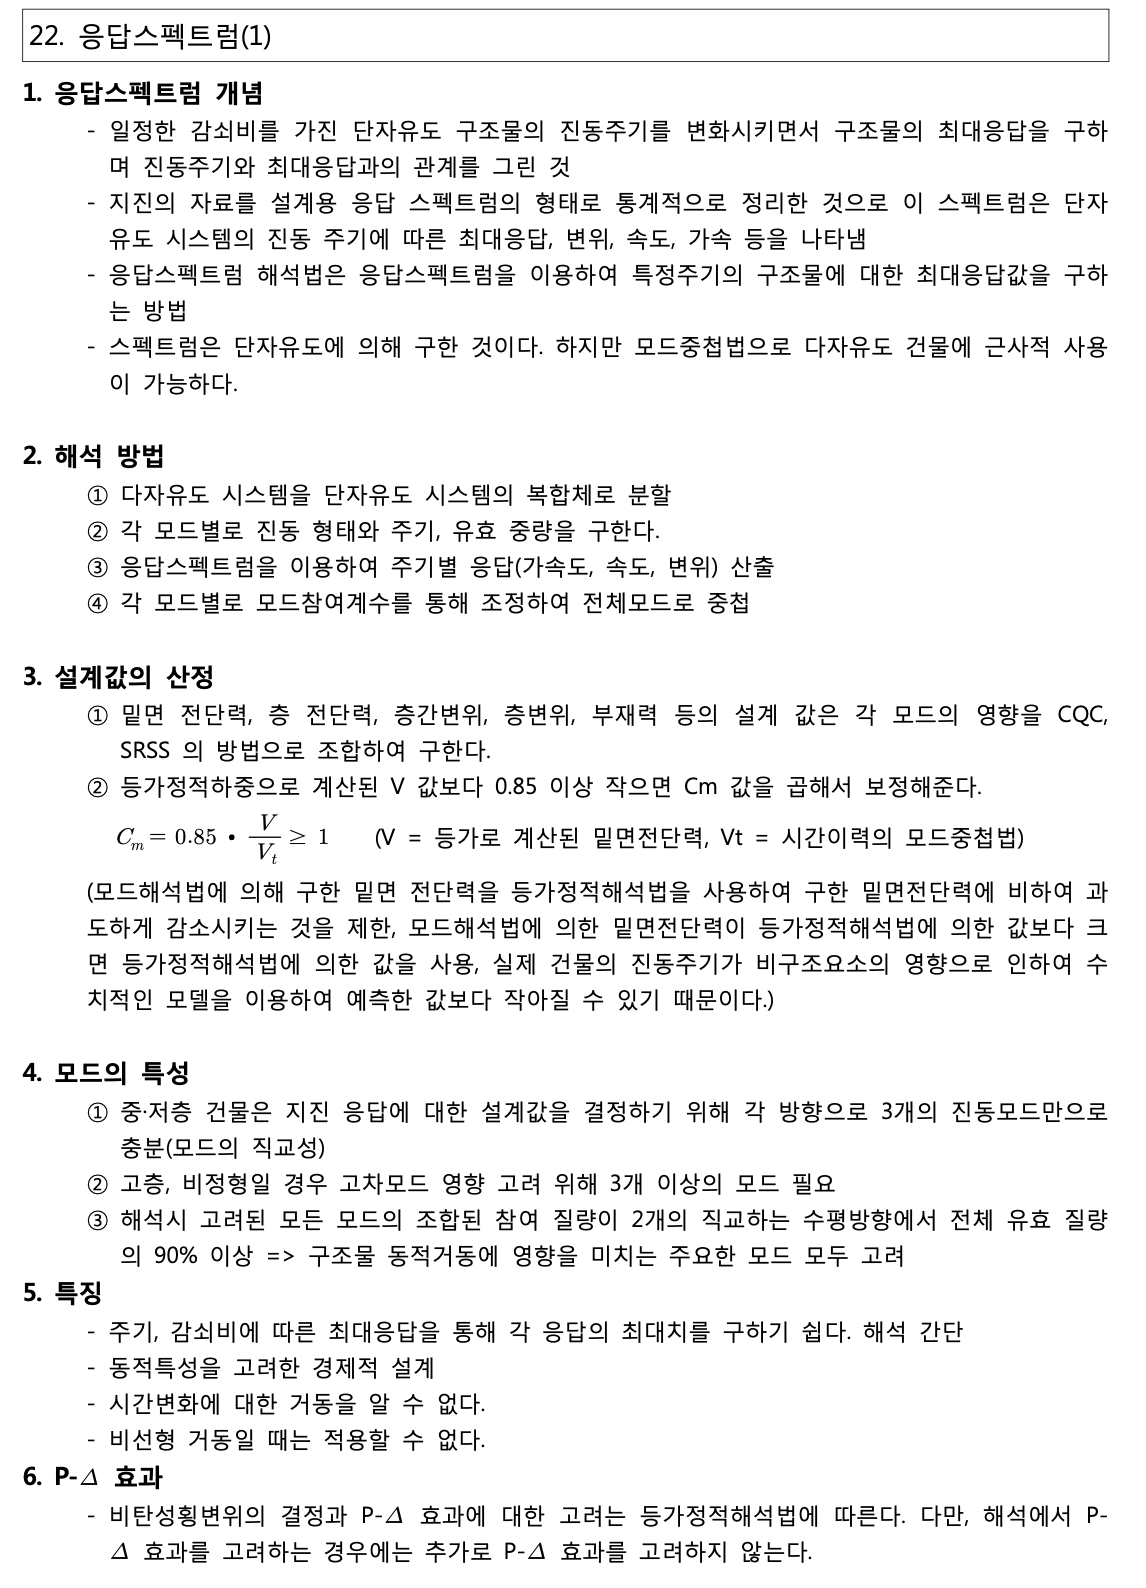 22. 응답스펙트럼(1)
1. 응답스펙트럼 개념
- 일정한 감쇠비를 가진 단자유도 구조물의 진동주기를 변화시키면서 구조물의 최대응답을 구하
며 진동주기와 최대응답과의 관계를 그린 것
- 지진의 자료를 설계용 응답 스펙트럼의 형태로 통계적으로 정리한 것으로 이 스펙트럼은 단자
유도 시스템의 진동 주기에 따른 최대응답, 변위, 속도, 가속 등을 나타냄
- 응답스펙트럼 해석법은 응답스펙트럼을 이용하여 특정주기의 구조물에 대한 최대응답값을 구하
는 방법
- 스펙트럼은 단자유도에 의해 구한 것이다. 하지만 모드중첩법으로 다자유도 건물에 근사적 사용
이 가능하다.
2. 해석 방법
① 다자유도 시스템을 단자유도 시스템의 복합체로 분할
② 각 모드별로 진동 형태와 주기, 유효 중량을 구한다.
③ 응답스펙트럼을 이용하여 주기별 응답(가속도, 속도, 변위) 산출
④ 각 모드별로 모드참여계수를 통해 조정하여 전체모드로 중첩
3. 설계값의 산정
① 밑면 전단력, 층 전단력, 층간변위, 층변위, 부재력 등의 설계 값은 각 모드의 영향을 CQC,
SRSS 의 방법으로 조합하여 구한다.
② 등가정적하중으로 계산된 V 값보다 0.85 이상 작으면 Cm 값을 곱해서 보정해준다.
C_m = 0.85 • V/V_t ≥ 1 (V = 등가로 계산된 밑면전단력, Vt = 시간이력의 모드중첩법)
(모드해석법에 의해 구한 밑면 전단력을 등가정적해석법을 사용하여 구한 밑면전단력에 비하여 과
도하게 감소시키는 것을 제한, 모드해석법에 의한 밑면전단력이 등가정적해석법에 의한 값보다 크
면 등가정적해석법에 의한 값을 사용, 실제 건물의 진동주기가 비구조요소의 영향으로 인하여 수
치적인 모델을 이용하여 예측한 값보다 작아질 수 있기 때문이다.)
4. 모드의 특성
① 중·저층 건물은 지진 응답에 대한 설계값을 결정하기 위해 각 방향으로 3개의 진동모드만으로
충분(모드의 직교성)
② 고층, 비정형일 경우 고차모드 영향 고려 위해 3개 이상의 모드 필요
③ 해석시 고려된 모든 모드의 조합된 참여 질량이 2개의 직교하는 수평방향에서 전체 유효 질량
의 90% 이상 => 구조물 동적거동에 영향을 미치는 주요한 모드 모두 고려
5. 특징
- 주기, 감쇠비에 따른 최대응답을 통해 각 응답의 최대치를 구하기 쉽다. 해석 간단
- 동적특성을 고려한 경제적 설계
- 시간변화에 대한 거동을 알 수 없다.
- 비선형 거동일 때는 적용할 수 없다.
6. P-Δ 효과
- 비탄성횡변위의 결정과 P-Δ 효과에 대한 고려는 등가정적해석법에 따른다. 다만, 해석에서 P-
Δ 효과를 고려하는 경우에는 추가로 P-Δ 효과를 고려하지 않는다.